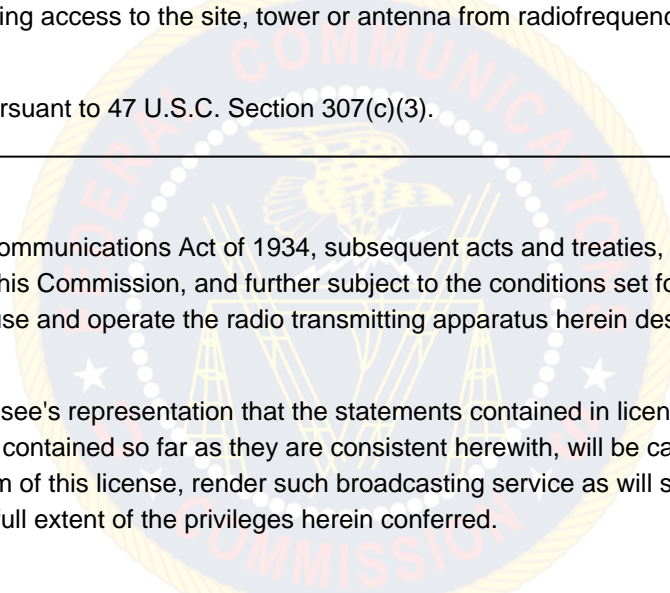 ing access to the site, tower or antenna from radiofrequenc
rsuant to 47 U.S.C. Section 307(c)(3).
ommunications Act of 1934, subsequent acts and treaties,
his Commission, and further subject to the conditions set fo
use and operate the radio transmitting apparatus herein des
see's representation that the statements contained in licen
contained so far as they are consistent herewith, will be ca
m of this license, render such broadcasting service as will s
full extent of the privileges herein conferred.
FEDERAL COMMUNICATIONS
COMMISSION